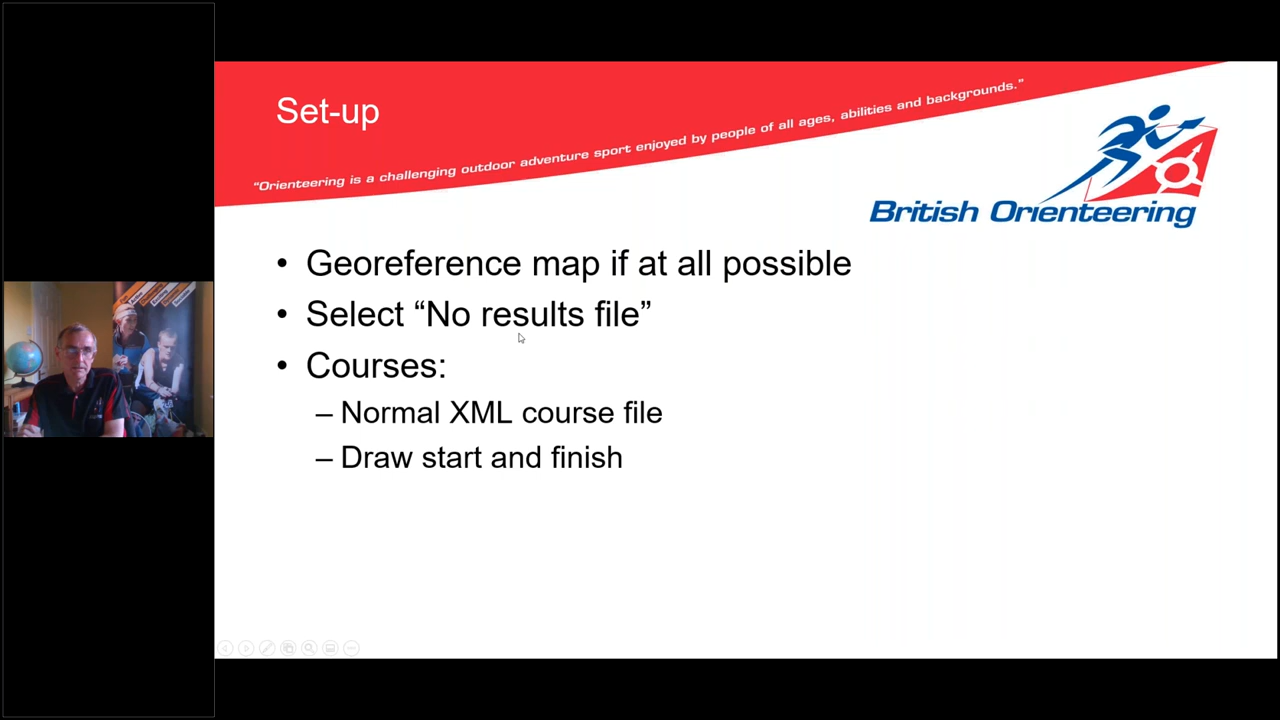 Set-up
“Orienteering is a challenging outdoor adventure sport enjoyed by people of all ages, abilities and backgrounds.”
British Orienteering
• Georeference map if at all possible
• Select “No results file”
• Courses:
– Normal XML course file
– Draw start and finish